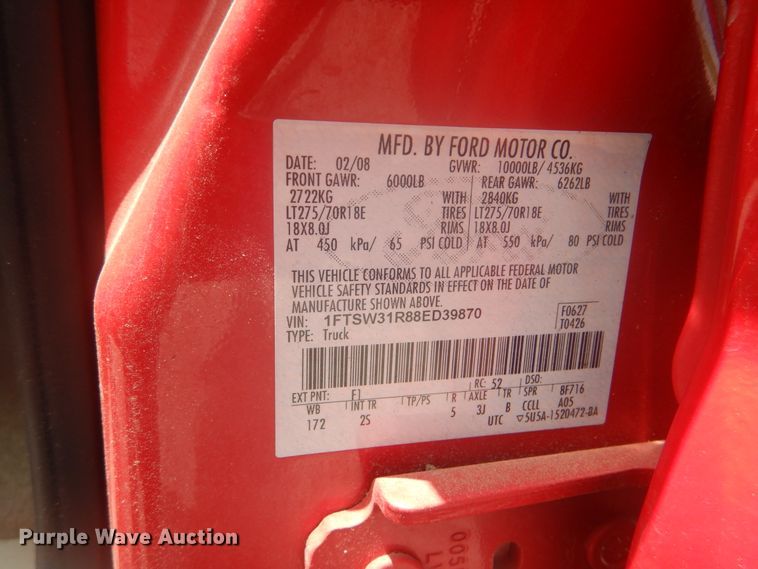 MFD. BY FORD MOTOR CO.
DATE: 02/08 GVWR: 10000LB/ 4536KG
FRONT GAWR: 6000LB REAR GAWR: 6262LB
2722KG WITH 2840KG WITH
LT275/70R18E TIRES LT275/70R18E TIRES
18X8.0J RIMS 18X8.0J RIMS
AT 450 kPa/ 65 PSI COLD AT 550 kPa/ 80 PSI COLD
THIS VEHICLE CONFORMS TO ALL APPLICABLE FEDERAL MOTOR
VEHICLE SAFETY STANDARDS IN EFFECT ON THE DATE OF
MANUFACTURE SHOWN ABOVE.
VIN: 1FTSW31R88ED39870 F0627
TYPE: Truck T0426
EXT PNT: F1 RC: 52 DSO:
WB INT TR TP/PS R AXLE TR SPR 8F716
172 2S 5 3J B CCLL A05
UTC ▽5U5A-1520472-BA
005
Purple Wave Auction